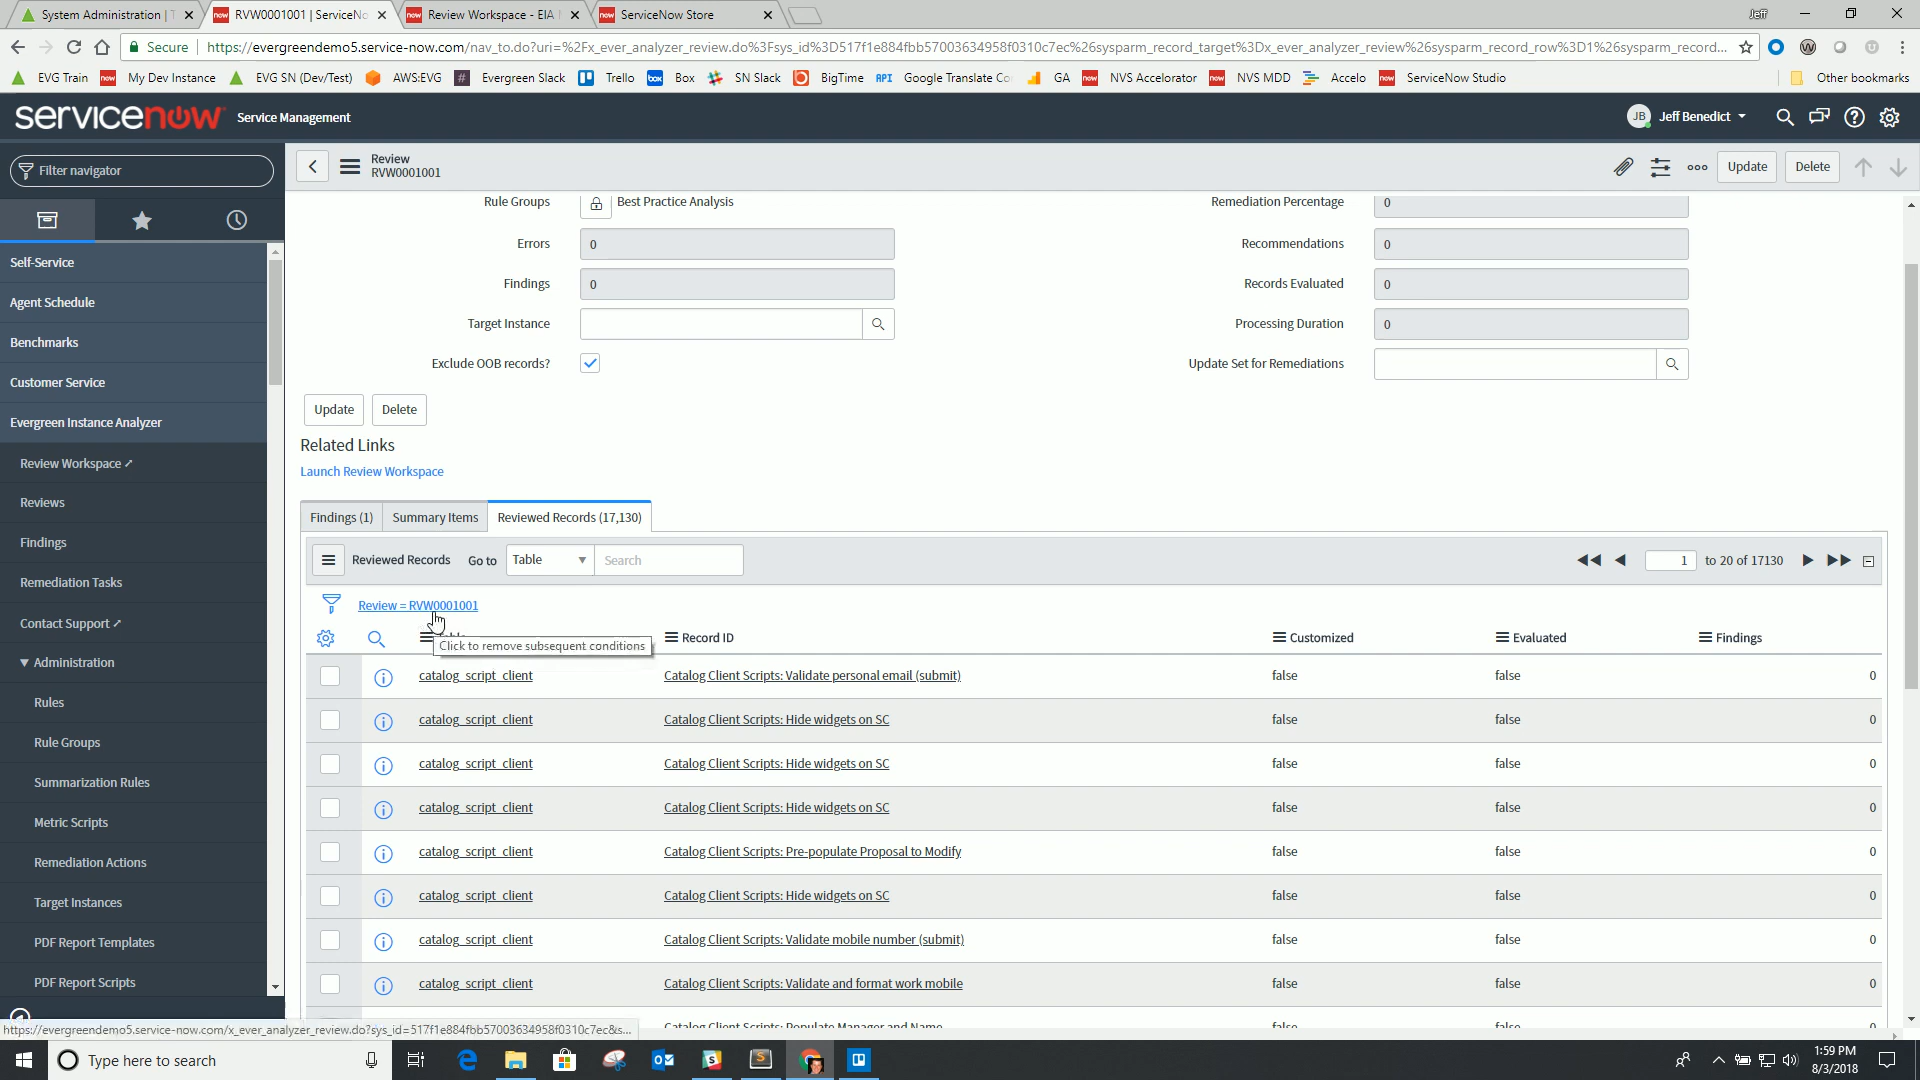 System Administration | T
RVW0001001 | ServiceNo
Review Workspace - EIA
ServiceNow Store
Jeff
Secure
https://evergreendemo5.service-now.com/nav_to.do?uri=%2Fx_ever_analyzer_review.do%3Fsys_id%3D517f1e884fbb57003634958f0310c7ec%26sysparm_record_target%3Dx_ever_analyzer_review%26sysparm_record_row%3D1%26sysparm_record...
EVG Train
now
My Dev Instance
EVG SN (Dev/Test)
AWS:EVG
Evergreen Slack
Trello
Box
SN Slack
BigTime
API
Google Translate Co
GA
NVS Accelerator
NVS MDD
Accelo
ServiceNow Studio
Other bookmarks
servicenow
Service Management
JB
Jeff Benedict
Filter navigator
Review
RVW0001001
Update
Delete
Self-Service
Agent Schedule
Benchmarks
Customer Service
Evergreen Instance Analyzer
Review Workspace
Reviews
Findings
Remediation Tasks
Contact Support
Administration
Rules
Rule Groups
Summarization Rules
Metric Scripts
Remediation Actions
Target Instances
PDF Report Templates
PDF Report Scripts
Rule Groups
Best Practice Analysis
Remediation Percentage
0
Errors
0
Recommendations
0
Findings
0
Records Evaluated
0
Target Instance
Processing Duration
0
Exclude OOB records?
Update Set for Remediations
Update
Delete
Related Links
Launch Review Workspace
Findings (1)
Summary Items
Reviewed Records (17,130)
Reviewed Records
Go to
Table
Search
1
to 20 of 17130
Review = RVW0001001
Click to remove subsequent conditions
Record ID
Customized
Evaluated
Findings
catalog_script_client Catalog Client Scripts: Validate personal email (submit) false false 0
catalog_script_client Catalog Client Scripts: Hide widgets on SC false false 0
catalog_script_client Catalog Client Scripts: Hide widgets on SC false false 0
catalog_script_client Catalog Client Scripts: Hide widgets on SC false false 0
catalog_script_client Catalog Client Scripts: Pre-populate Proposal to Modify false false 0
catalog_script_client Catalog Client Scripts: Hide widgets on SC false false 0
catalog_script_client Catalog Client Scripts: Validate mobile number (submit) false false 0
catalog_script_client Catalog Client Scripts: Validate and format work mobile false false 0
Catalog Client Scripts: Populate Manager and Name false false 0
https://evergreendemo5.service-now.com/x_ever_analyzer_review.do?sys_id=517f1e884fbb57003634958f0310c7ec&s...
Type here to search
1:59 PM
8/3/2018